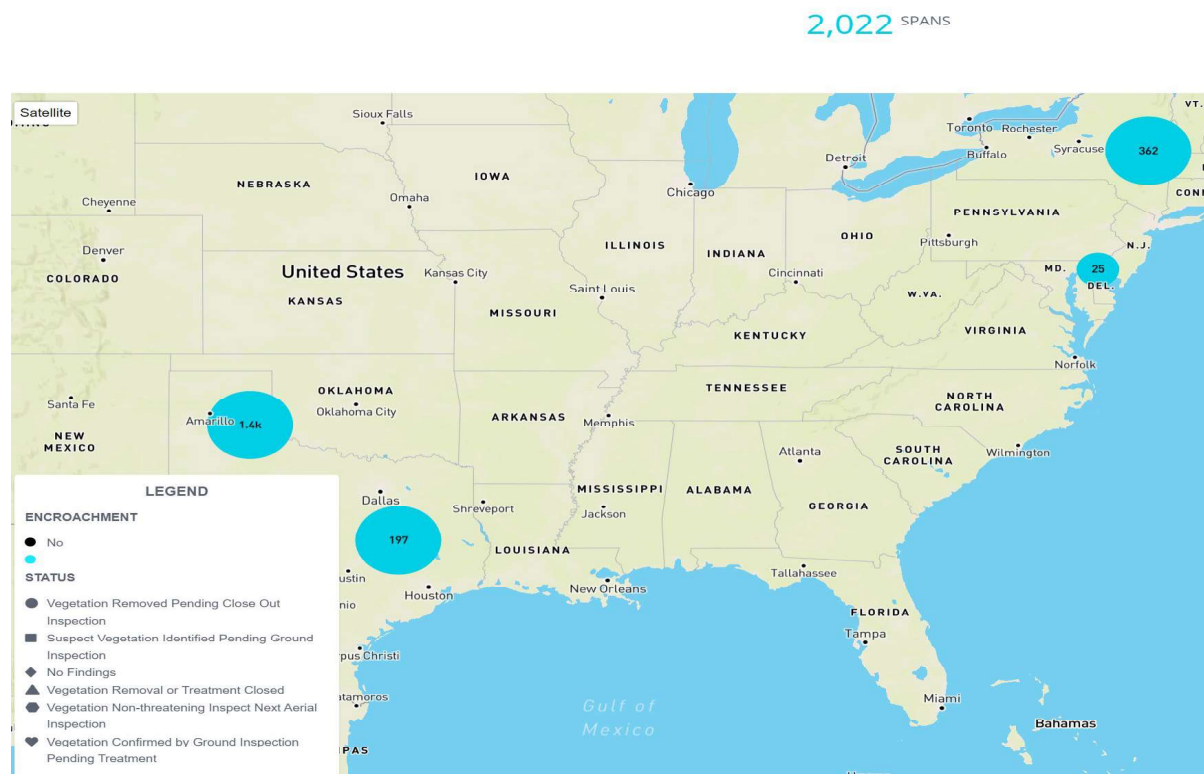 2,022 SPANS
Satellite
Sioux Falls
VT.
Toronto
Rochester
Buffalo
Syracuse
362
Detroit
IOWA
NEBRASKA
Chicago
CONN
Cheyenne
Omaha
PENNSYLVANIA
OHIO
Pittsburgh
N.J.
ILLINOIS
INDIANA
Denver
COLORADO
United States
Kansas City
Cincinnati
MD.
25
DEL.
Saint Louis
W.VA.
KANSAS
MISSOURI
KENTUCKY
VIRGINIA
Norfolk
OKLAHOMA
TENNESSEE
NORTH
CAROLINA
Santa Fe
Amarillo
1.4k
Oklahoma City
ARKANSAS
Memphis
NEW
MEXICO
Atlanta
SOUTH
CAROLINA
Wilmington
Dallas
Shreveport
MISSISSIPPI
ALABAMA
Jackson
GEORGIA
197
LOUISIANA
ustin
Houston
New Orleans
Tallahassee
nio
FLORIDA
Tampa
rpus Christi
atamoros
Gulf of
Mexico
Miami
Bahamas
IPAS
LEGEND
ENCROACHMENT
No
STATUS
Vegetation Removed Pending Close Out
Inspection
Suspect Vegetation Identified Pending Ground
Inspection
No Findings
Vegetation Removal or Treatment Closed
Vegetation Non-threatening Inspect Next Aerial
Inspection
Vegetation Confirmed by Ground Inspection
Pending Treatment